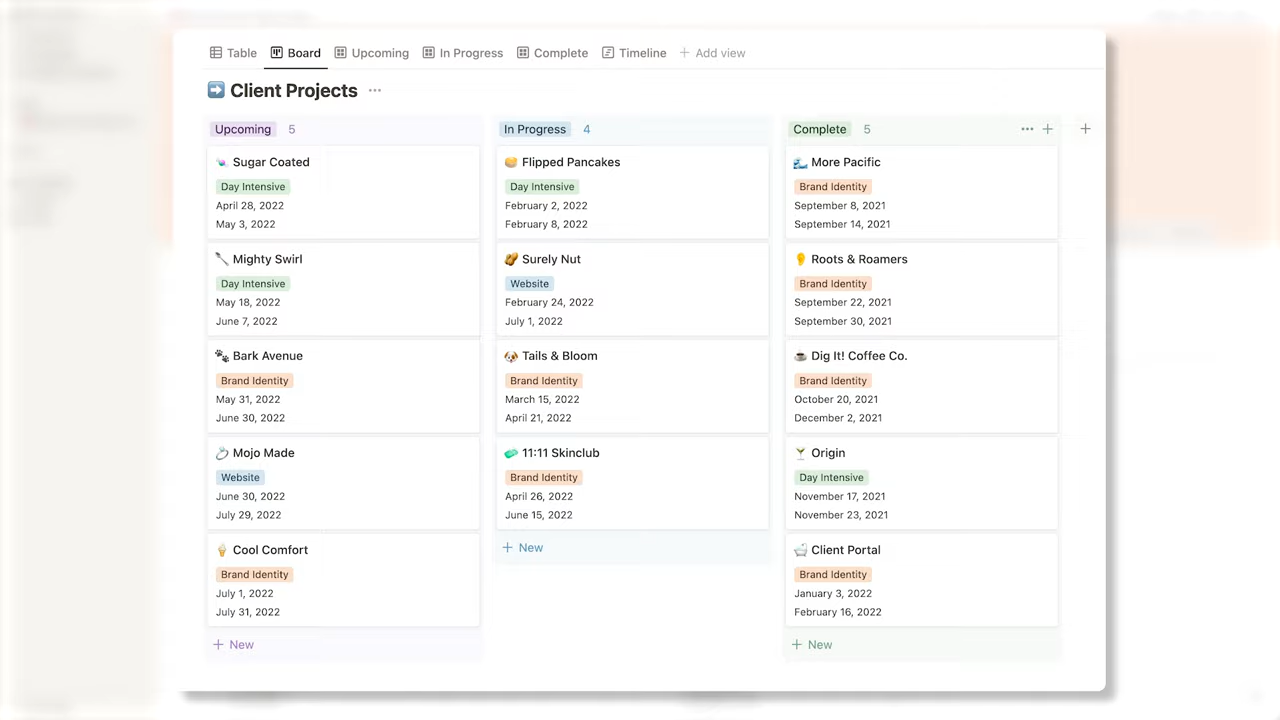 Table Board Upcoming In Progress Complete Timeline + Add view
Client Projects ...
Upcoming 5
Sugar Coated
Day Intensive
April 28, 2022
May 3, 2022
Mighty Swirl
Day Intensive
May 18, 2022
June 7, 2022
Bark Avenue
Brand Identity
May 31, 2022
June 30, 2022
Mojo Made
Website
June 30, 2022
July 29, 2022
Cool Comfort
Brand Identity
July 1, 2022
July 31, 2022
+ New
In Progress 4
Flipped Pancakes
Day Intensive
February 2, 2022
February 8, 2022
Surely Nut
Website
February 24, 2022
July 1, 2022
Tails & Bloom
Brand Identity
March 15, 2022
April 21, 2022
11:11 Skinclub
Brand Identity
April 26, 2022
June 15, 2022
+ New
Complete 5 ... + +
More Pacific
Brand Identity
September 8, 2021
September 14, 2021
Roots & Roamers
Brand Identity
September 22, 2021
September 30, 2021
Dig It! Coffee Co.
Brand Identity
October 20, 2021
December 2, 2021
Origin
Day Intensive
November 17, 2021
November 23, 2021
Client Portal
Brand Identity
January 3, 2022
February 16, 2022
+ New